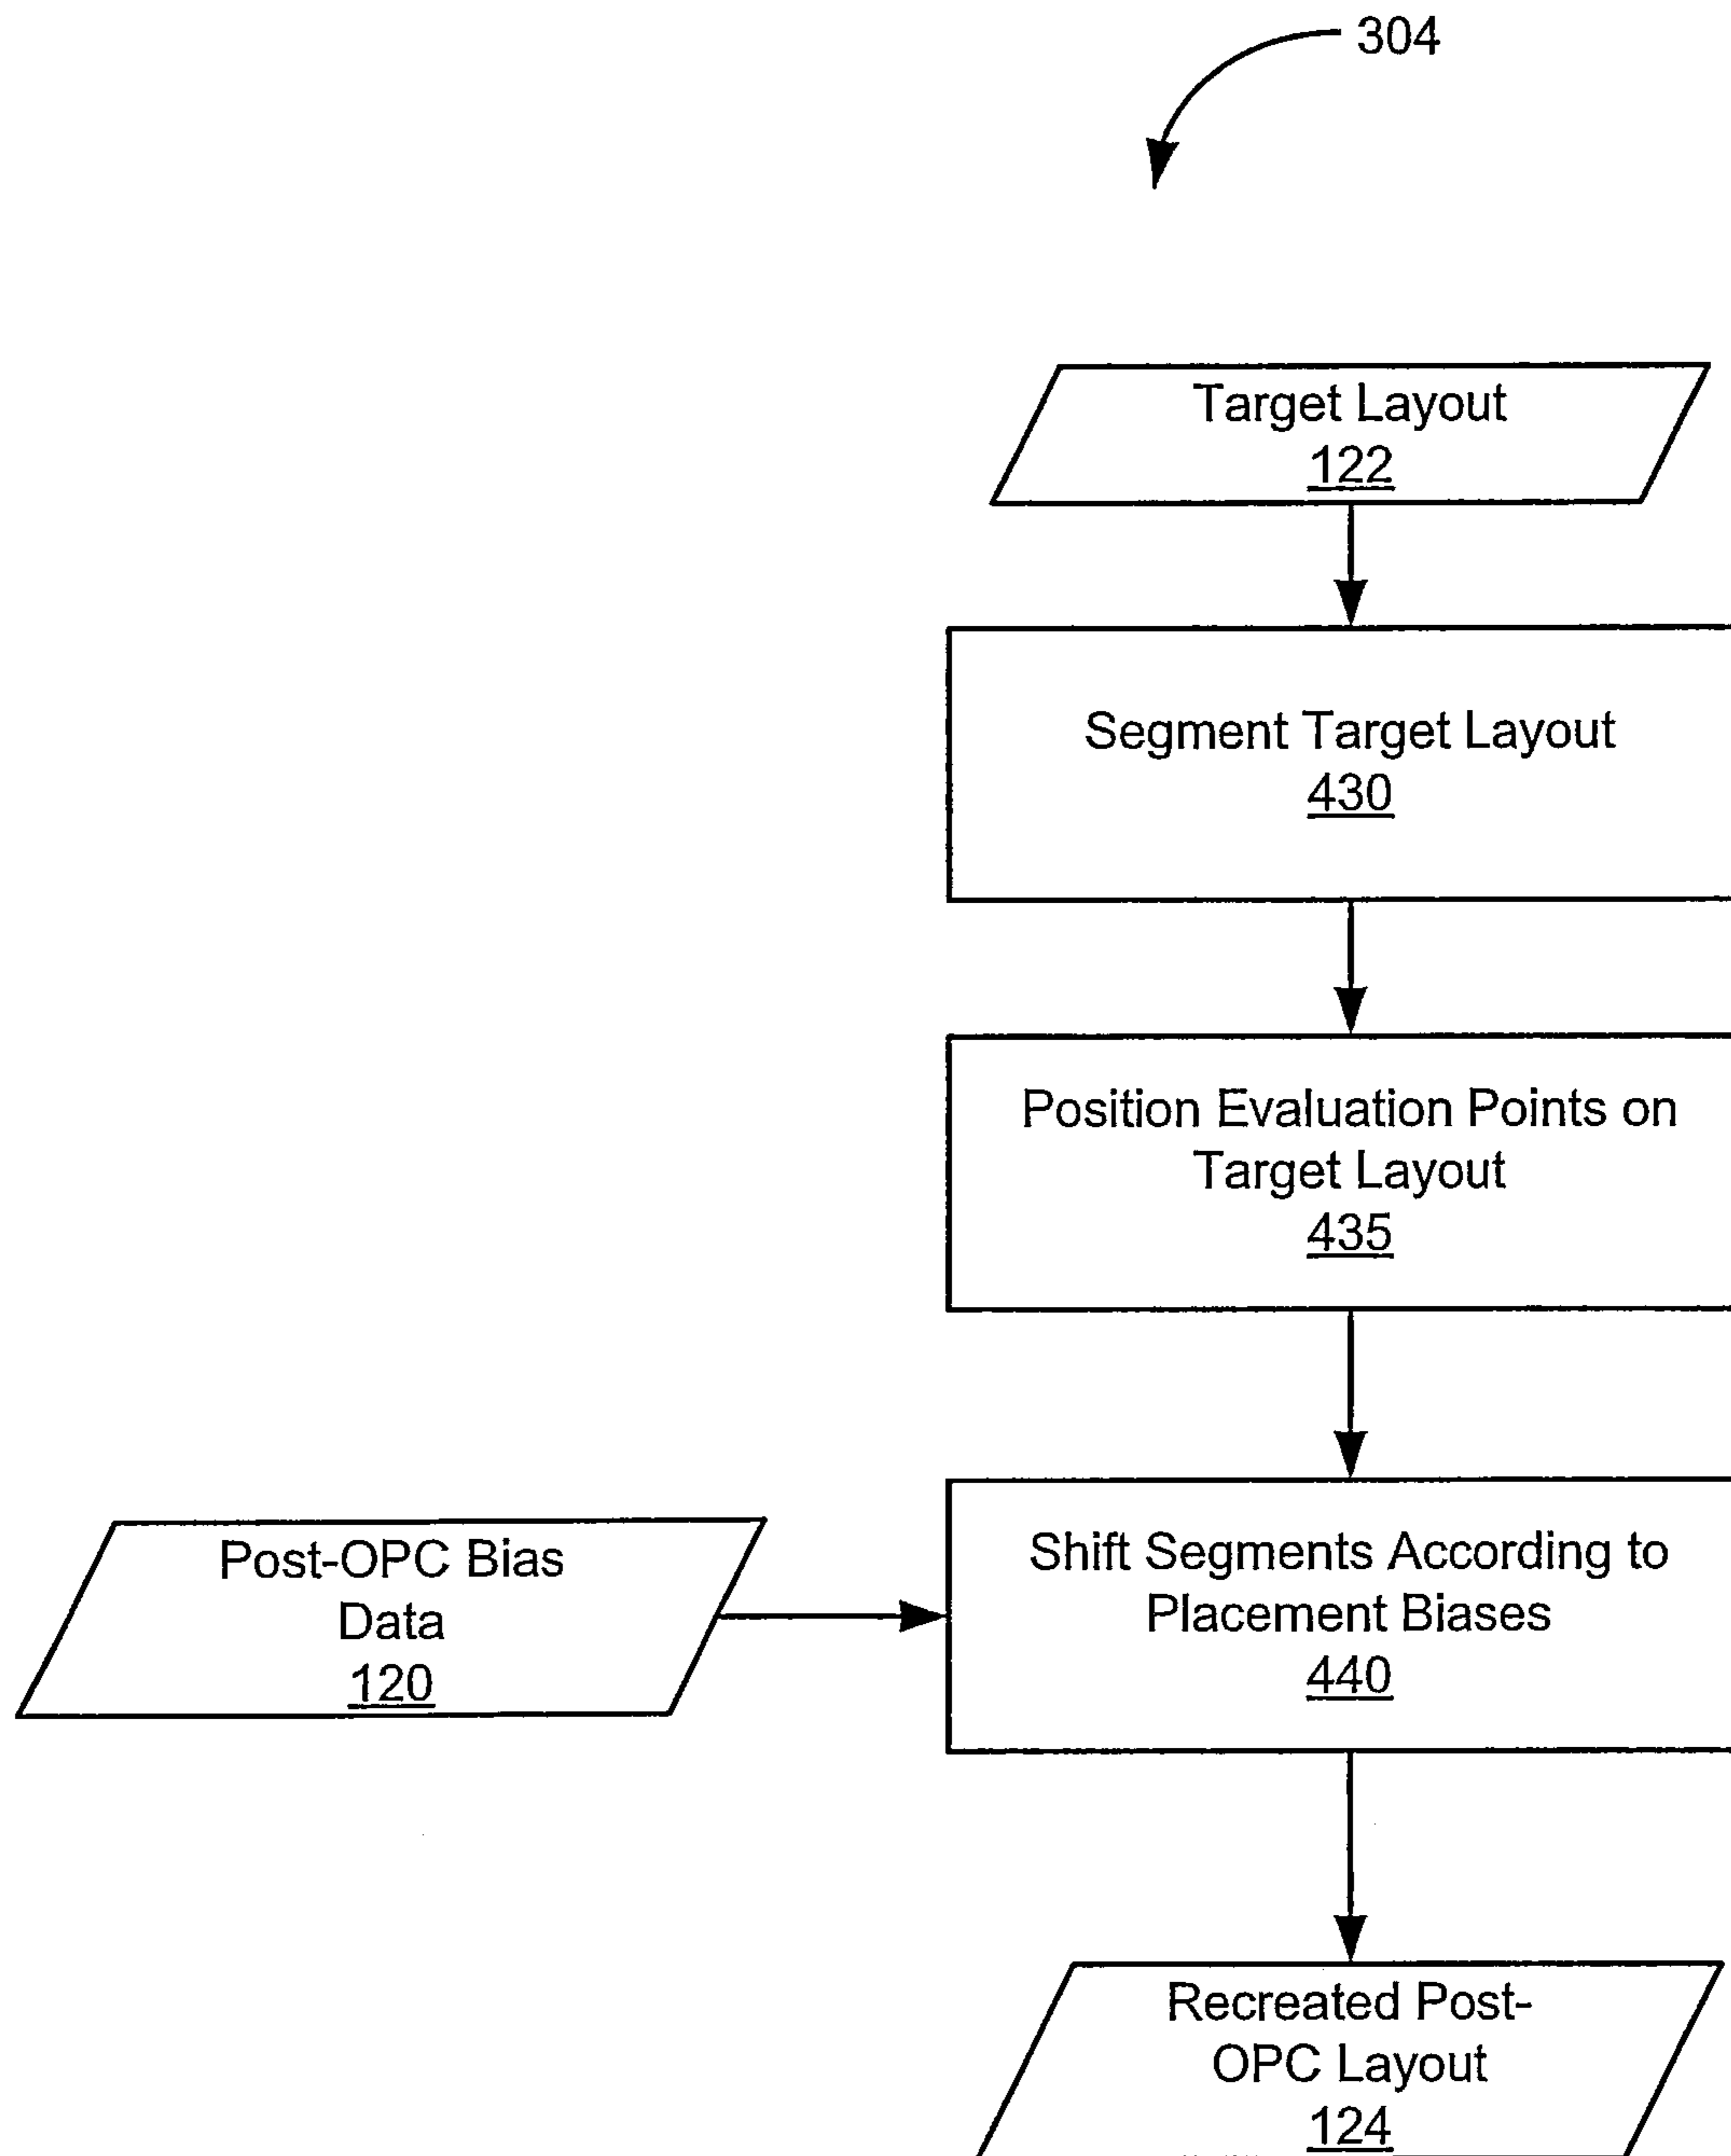 304
Target Layout
122
Segment Target Layout
430
Position Evaluation Points on
Target Layout
435
Post-OPC Bias
Data
120
Shift Segments According to
Placement Biases
440
Recreated Post-
OPC Layout
124